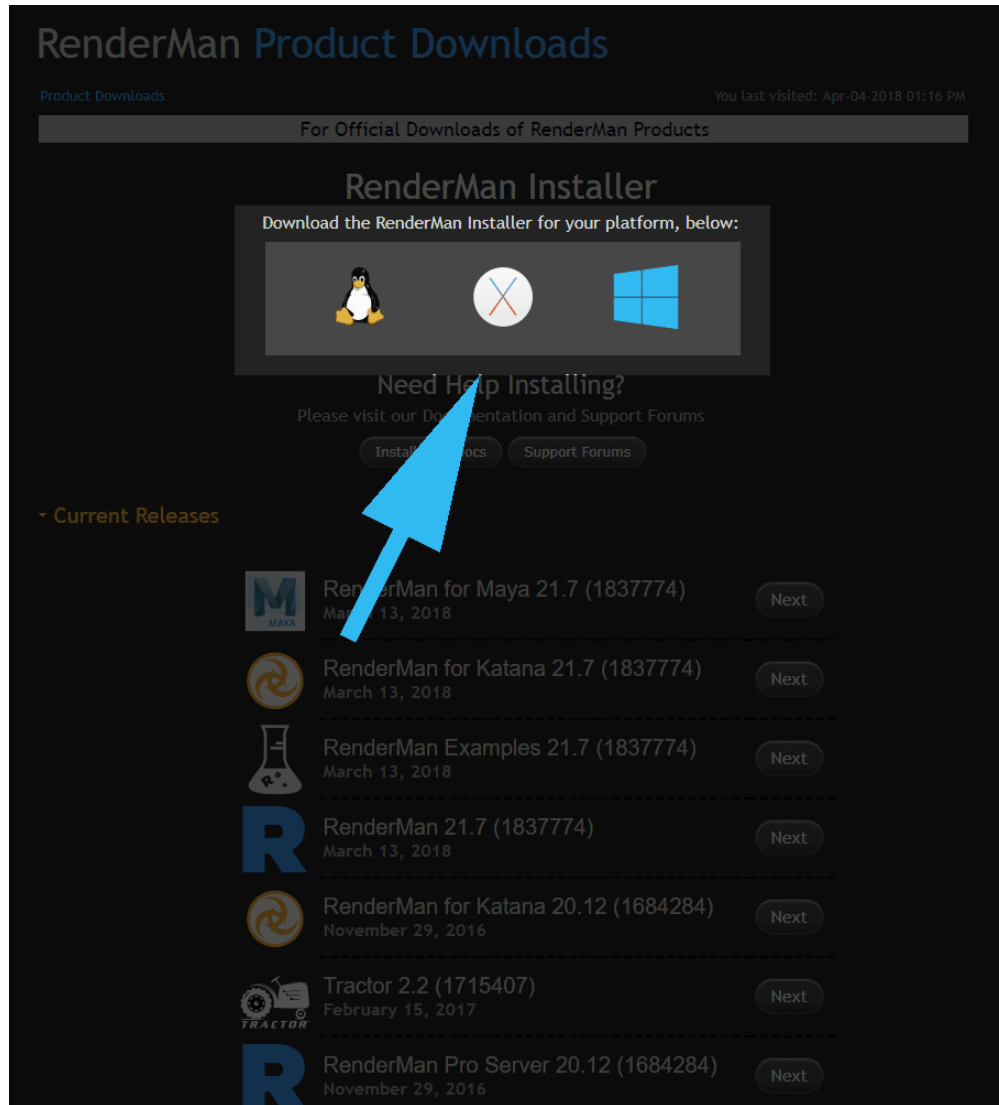 RenderMan Product Downloads
Product Downloads
You last visited: Apr-04-2018 01:16 PM
For Official Downloads of RenderMan Products
RenderMan Installer
Download the RenderMan Installer for your platform, below:
Need Help Installing?
Please visit our Documentation and Support Forums
Support Forums
Current Releases
MAYA
RenderMan for Maya 21.7 (1837774)
March 13, 2018
Next
RenderMan for Katana 21.7 (1837774)
March 13, 2018
Next
RenderMan Examples 21.7 (1837774)
March 13, 2018
Next
RenderMan 21.7 (1837774)
March 13, 2018
Next
RenderMan for Katana 20.12 (1684284)
November 29, 2016
Next
TRACTOR
Tractor 2.2 (1715407)
February 15, 2017
Next
RenderMan Pro Server 20.12 (1684284)
November 29, 2016
Next